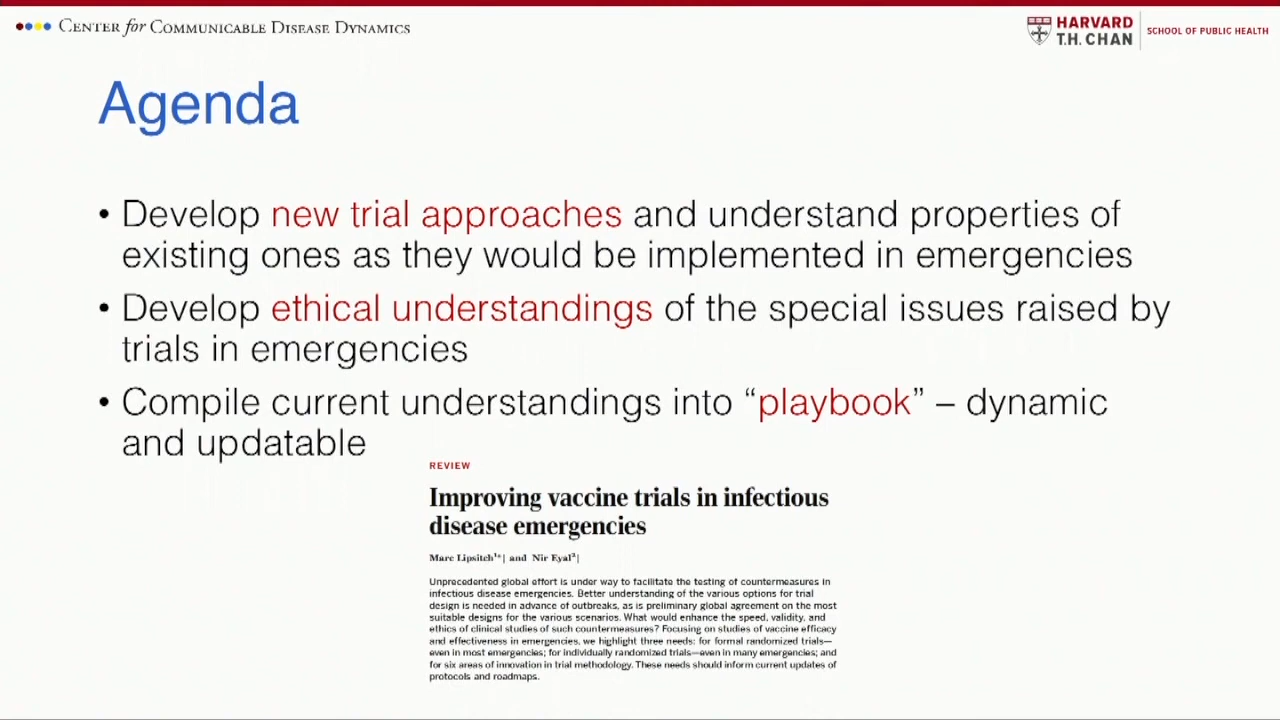 CENTER for COMMUNICABLE DISEASE DYNAMICS
HARVARD
T.H. CHAN
SCHOOL OF PUBLIC HEALTH
Agenda
• Develop new trial approaches and understand properties of
existing ones as they would be implemented in emergencies
• Develop ethical understandings of the special issues raised by
trials in emergencies
• Compile current understandings into “playbook” – dynamic
and updatable
REVIEW
Improving vaccine trials in infectious
disease emergencies
Marc Lipsitch¹*| and Nir Eyal²|
Unprecedented global effort is under way to facilitate the testing of countermeasures in
infectious disease emergencies. Better understanding of the various options for trial
design is needed in advance of outbreaks, as is preliminary global agreement on the most
suitable designs for the various scenarios. What would enhance the speed, validity, and
ethics of clinical studies of such countermeasures? Focusing on studies of vaccine efficacy
and effectiveness in emergencies, we highlight three needs: for formal randomized trials—
even in most emergencies; for individually randomized trials—even in many emergencies; and
for six areas of innovation in trial methodology. These needs should inform current updates of
protocols and roadmaps.